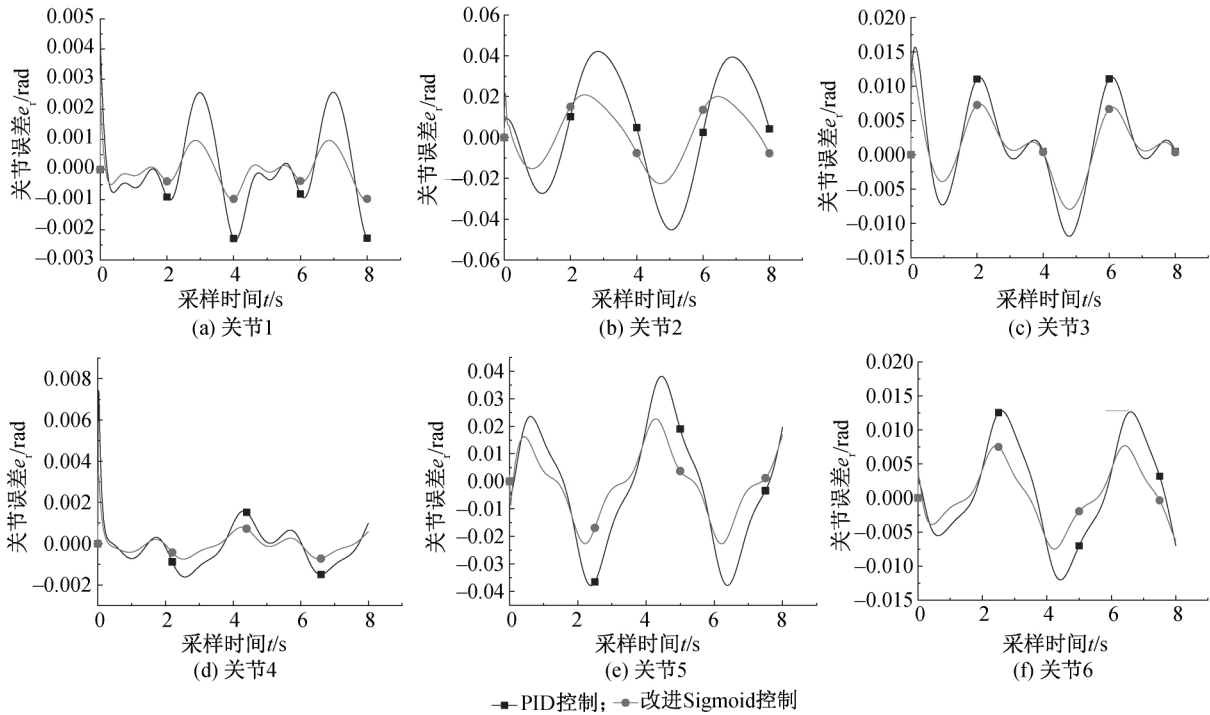 0.005
0.004
0.003
0.002
0.001
0.000
−0.001
−0.002
−0.003
关节误差er/rad
0 2 4 6 8
采样时间t/s
(a) 关节1
0.06
0.04
0.02
0.00
−0.02
−0.04
−0.06
关节误差er/rad
0 2 4 6 8
采样时间t/s
(b) 关节2
0.020
0.015
0.010
0.005
0.000
−0.005
−0.010
−0.015
关节误差er/rad
0 2 4 6 8
采样时间t/s
(c) 关节3
0.008
0.006
0.004
0.002
0.000
−0.002
关节误差er/rad
0 2 4 6 8
采样时间t/s
(d) 关节4
0.04
0.03
0.02
0.01
0.00
−0.01
−0.02
−0.03
−0.04
关节误差er/rad
0 2 4 6 8
采样时间t/s
(e) 关节5
0.020
0.015
0.010
0.005
0.000
−0.005
−0.010
−0.015
关节误差er/rad
0 2 4 6 8
采样时间t/s
(f) 关节6
PID控制; 改进Sigmoid控制